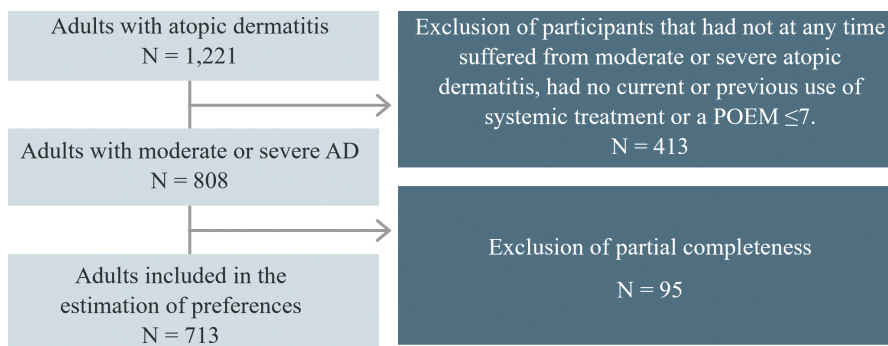 Adults with atopic dermatitis
N = 1,221
Exclusion of participants that had not at any time
suffered from moderate or severe atopic
dermatitis, had no current or previous use of
systemic treatment or a POEM ≤7.
N = 413
Adults with moderate or severe AD
N = 808
Exclusion of partial completeness
N = 95
Adults included in the
estimation of preferences
N = 713